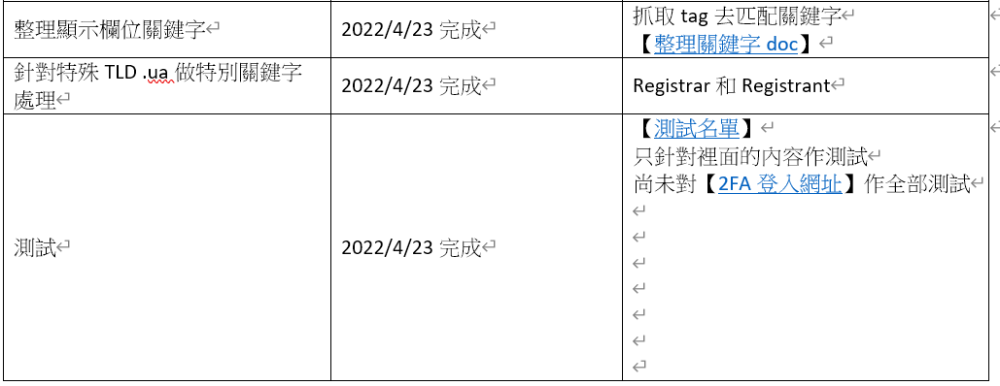 整理顯示欄位關鍵字
2022/4/23 完成
抓取 tag 去匹配關鍵字
【整理關鍵字 doc】
針對特殊 TLD .ua 做特別關鍵字
處理
2022/4/23 完成
Registrar 和 Registrant
測試
2022/4/23 完成
【測試名單】
只針對裡面的內容作測試
尚未對【2FA 登入網址】作全部測試